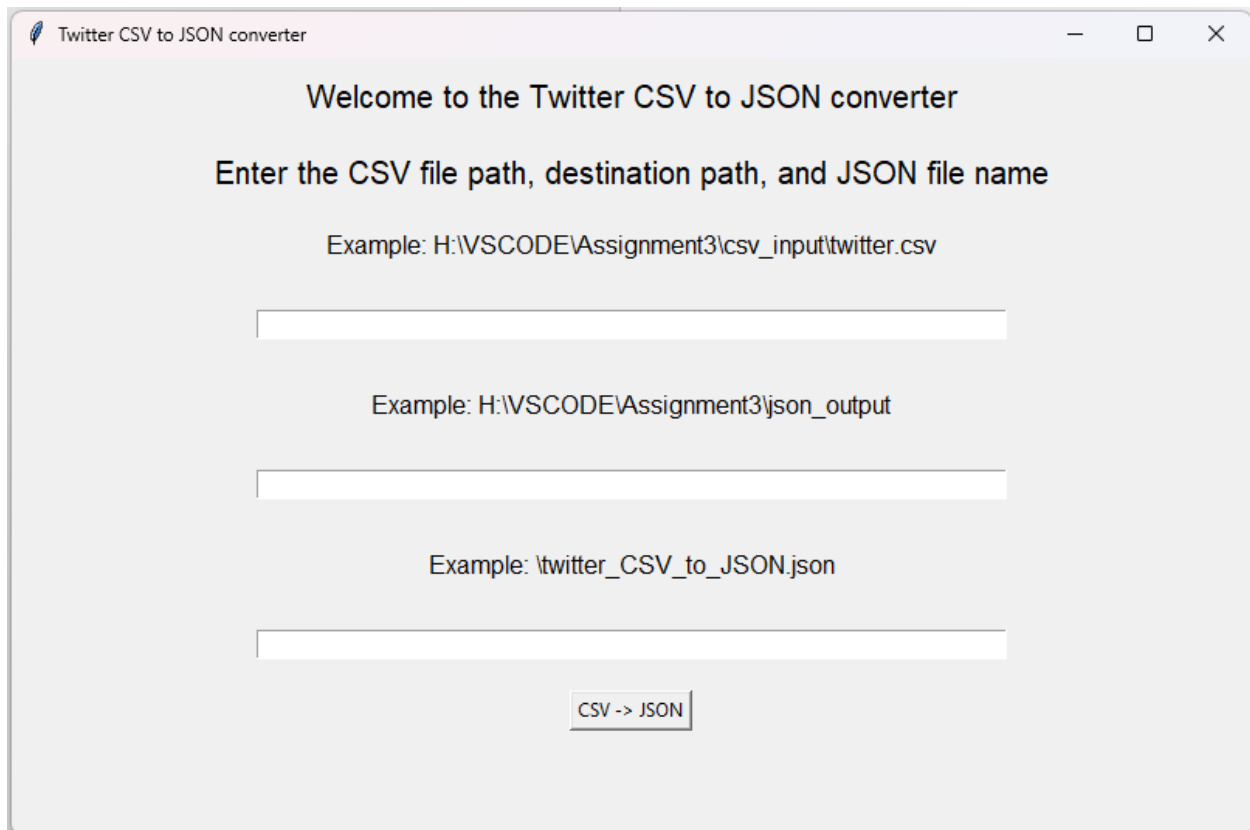 Twitter CSV to JSON converter
Welcome to the Twitter CSV to JSON converter
Enter the CSV file path, destination path, and JSON file name
Example: H:\VSCODE\Assignment3\csv_input\twitter.csv
Example: H:\VSCODE\Assignment3\json_output
Example: \twitter_CSV_to_JSON.json
CSV -> JSON